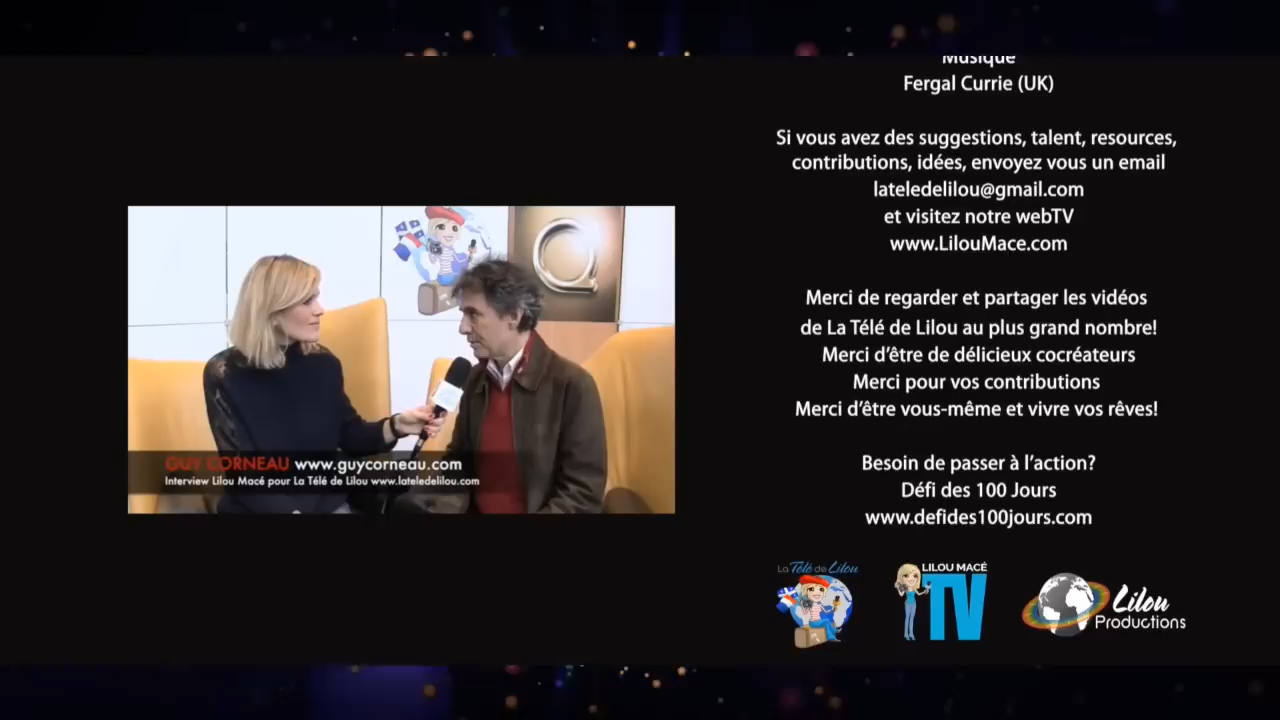 Musique
Fergal Currie (UK)
Si vous avez des suggestions, talent, resources,
contributions, idées, envoyez vous un email
lateledelilou@gmail.com
et visitez notre webTV
www.LilouMace.com
Merci de regarder et partager les vidéos
de La Télé de Lilou au plus grand nombre!
Merci d'être de délicieux cocréateurs
Merci pour vos contributions
Merci d'être vous-même et vivre vos rêves!
Besoin de passer à l'action?
Défi des 100 Jours
www.defides100jours.com
GUY CORNEAU www.guycorneau.com
Interview Lilou Macé pour La Télé de Lilou www.lateledelilou.com
La Télé de Lilou
LILOU MACÉ
TV
Lilou
Productions